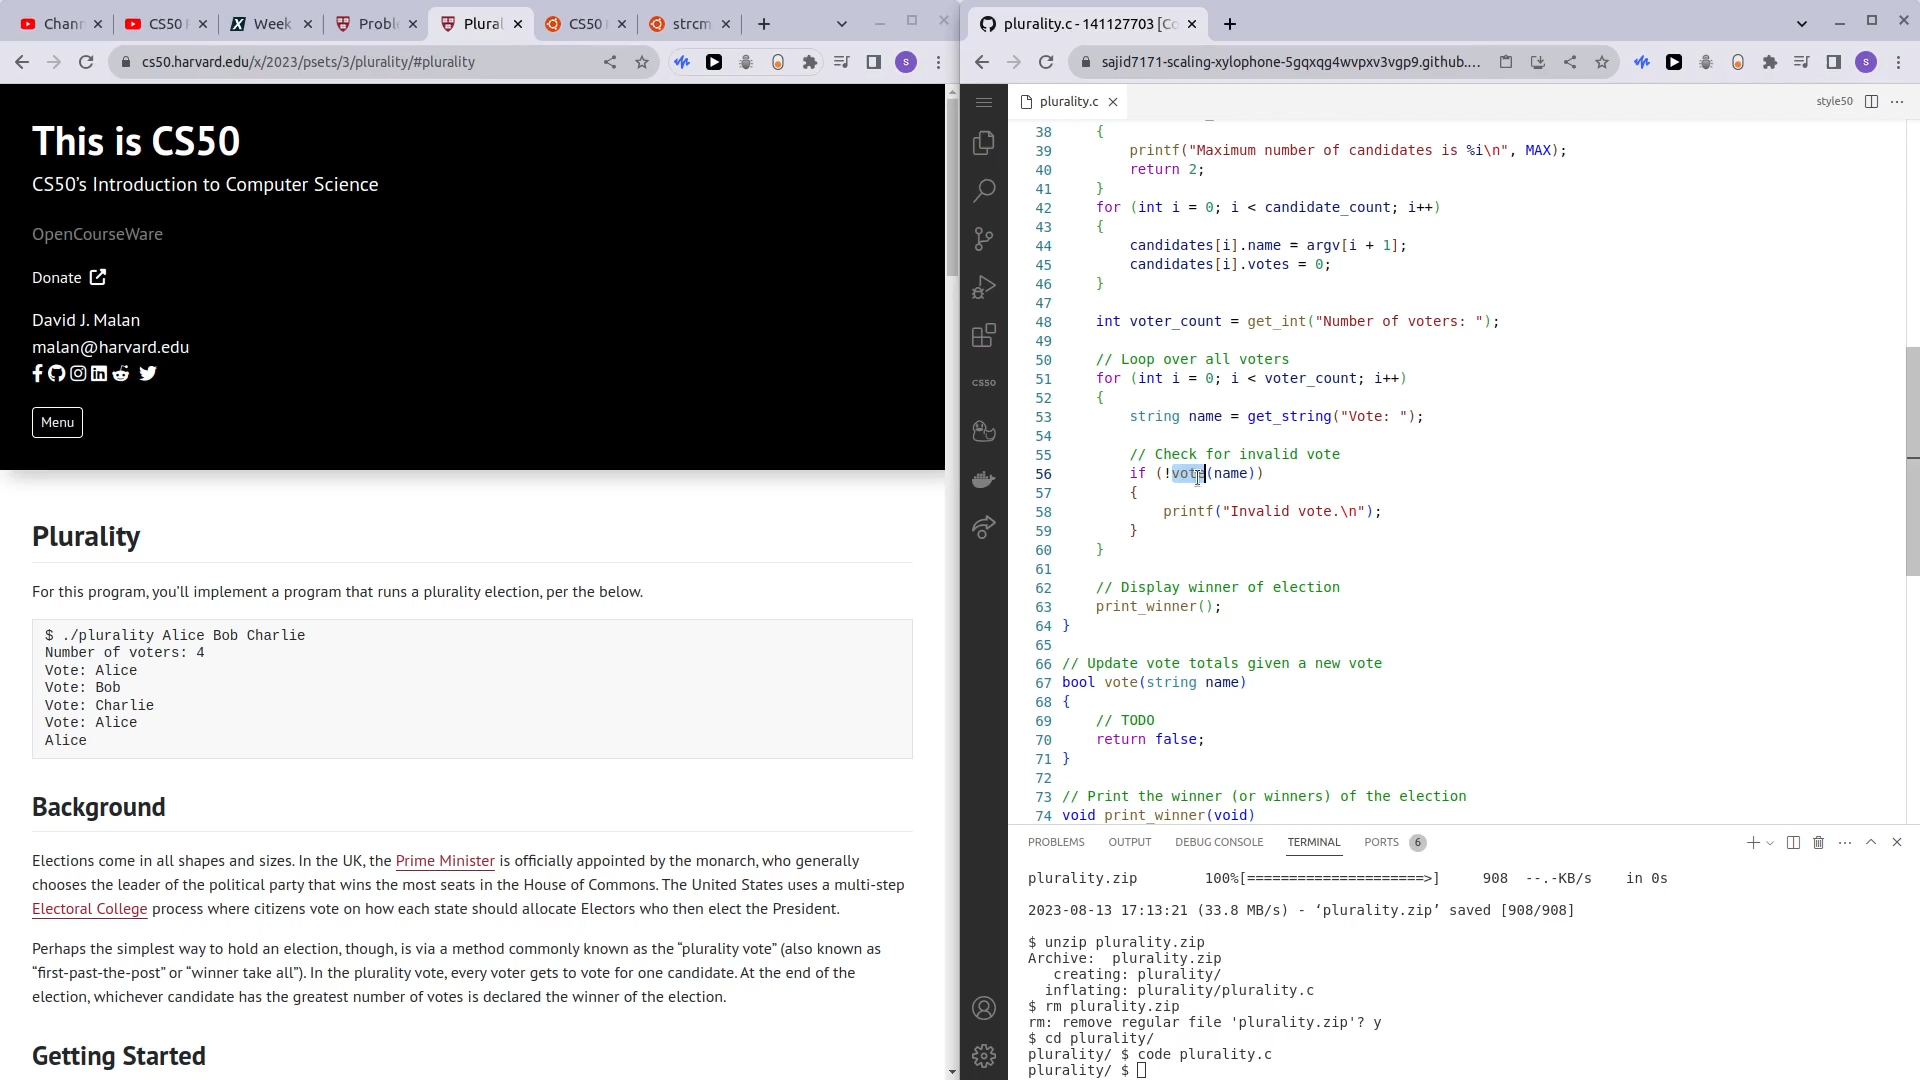 Chann
CS50 
Week
Proble
Plural
CS50
strcm
cs50.harvard.edu/x/2023/psets/3/plurality/#plurality
S
This is CS50
CS50's Introduction to Computer Science
OpenCourseWare
Donate
David J. Malan
malan@harvard.edu
Menu
Plurality
For this program, you'll implement a program that runs a plurality election, per the below.
$ ./plurality Alice Bob Charlie
Number of voters: 4
Vote: Alice
Vote: Bob
Vote: Charlie
Vote: Alice
Alice
Background
Elections come in all shapes and sizes. In the UK, the Prime Minister is officially appointed by the monarch, who generally
chooses the leader of the political party that wins the most seats in the House of Commons. The United States uses a multi-step
Electoral College process where citizens vote on how each state should allocate Electors who then elect the President.
Perhaps the simplest way to hold an election, though, is via a method commonly known as the “plurality vote” (also known as
“first-past-the-post” or “winner take all”). In the plurality vote, every voter gets to vote for one candidate. At the end of the
election, whichever candidate has the greatest number of votes is declared the winner of the election.
Getting Started
plurality.c - 141127703 [Co
sajid7171-scaling-xylophone-5gqxqg4wvpxv3vgp9.github....
S
plurality.c
style50
CS50
38 {
39 printf("Maximum number of candidates is %i\n", MAX);
40 return 2;
41 }
42 for (int i = 0; i < candidate_count; i++)
43 {
44 candidates[i].name = argv[i + 1];
45 candidates[i].votes = 0;
46 }
47
48 int voter_count = get_int("Number of voters: ");
49
50 // Loop over all voters
51 for (int i = 0; i < voter_count; i++)
52 {
53 string name = get_string("Vote: ");
54
55 // Check for invalid vote
56 if (!vote(name))
57 {
58 printf("Invalid vote.\n");
59 }
60 }
61
62 // Display winner of election
63 print_winner();
64 }
65
66 // Update vote totals given a new vote
67 bool vote(string name)
68 {
69 // TODO
70 return false;
71 }
72
73 // Print the winner (or winners) of the election
74 void print_winner(void)
PROBLEMS OUTPUT DEBUG CONSOLE TERMINAL PORTS 6
plurality.zip 100%[=====================>] 908 --.-KB/s in 0s
2023-08-13 17:13:21 (33.8 MB/s) - ‘plurality.zip’ saved [908/908]
$ unzip plurality.zip
Archive: plurality.zip
creating: plurality/
inflating: plurality/plurality.c
$ rm plurality.zip
rm: remove regular file 'plurality.zip'? y
$ cd plurality/
plurality/ $ code plurality.c
plurality/ $